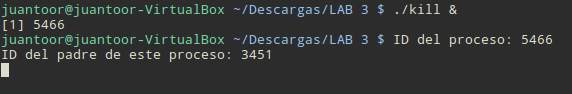 juantoor@juantoor-VirtualBox ~/Descargas/LAB 3 $ ./kill &
[1] 5466
juantoor@juantoor-VirtualBox ~/Descargas/LAB 3 $ ID del proceso: 5466
ID del padre de este proceso: 3451